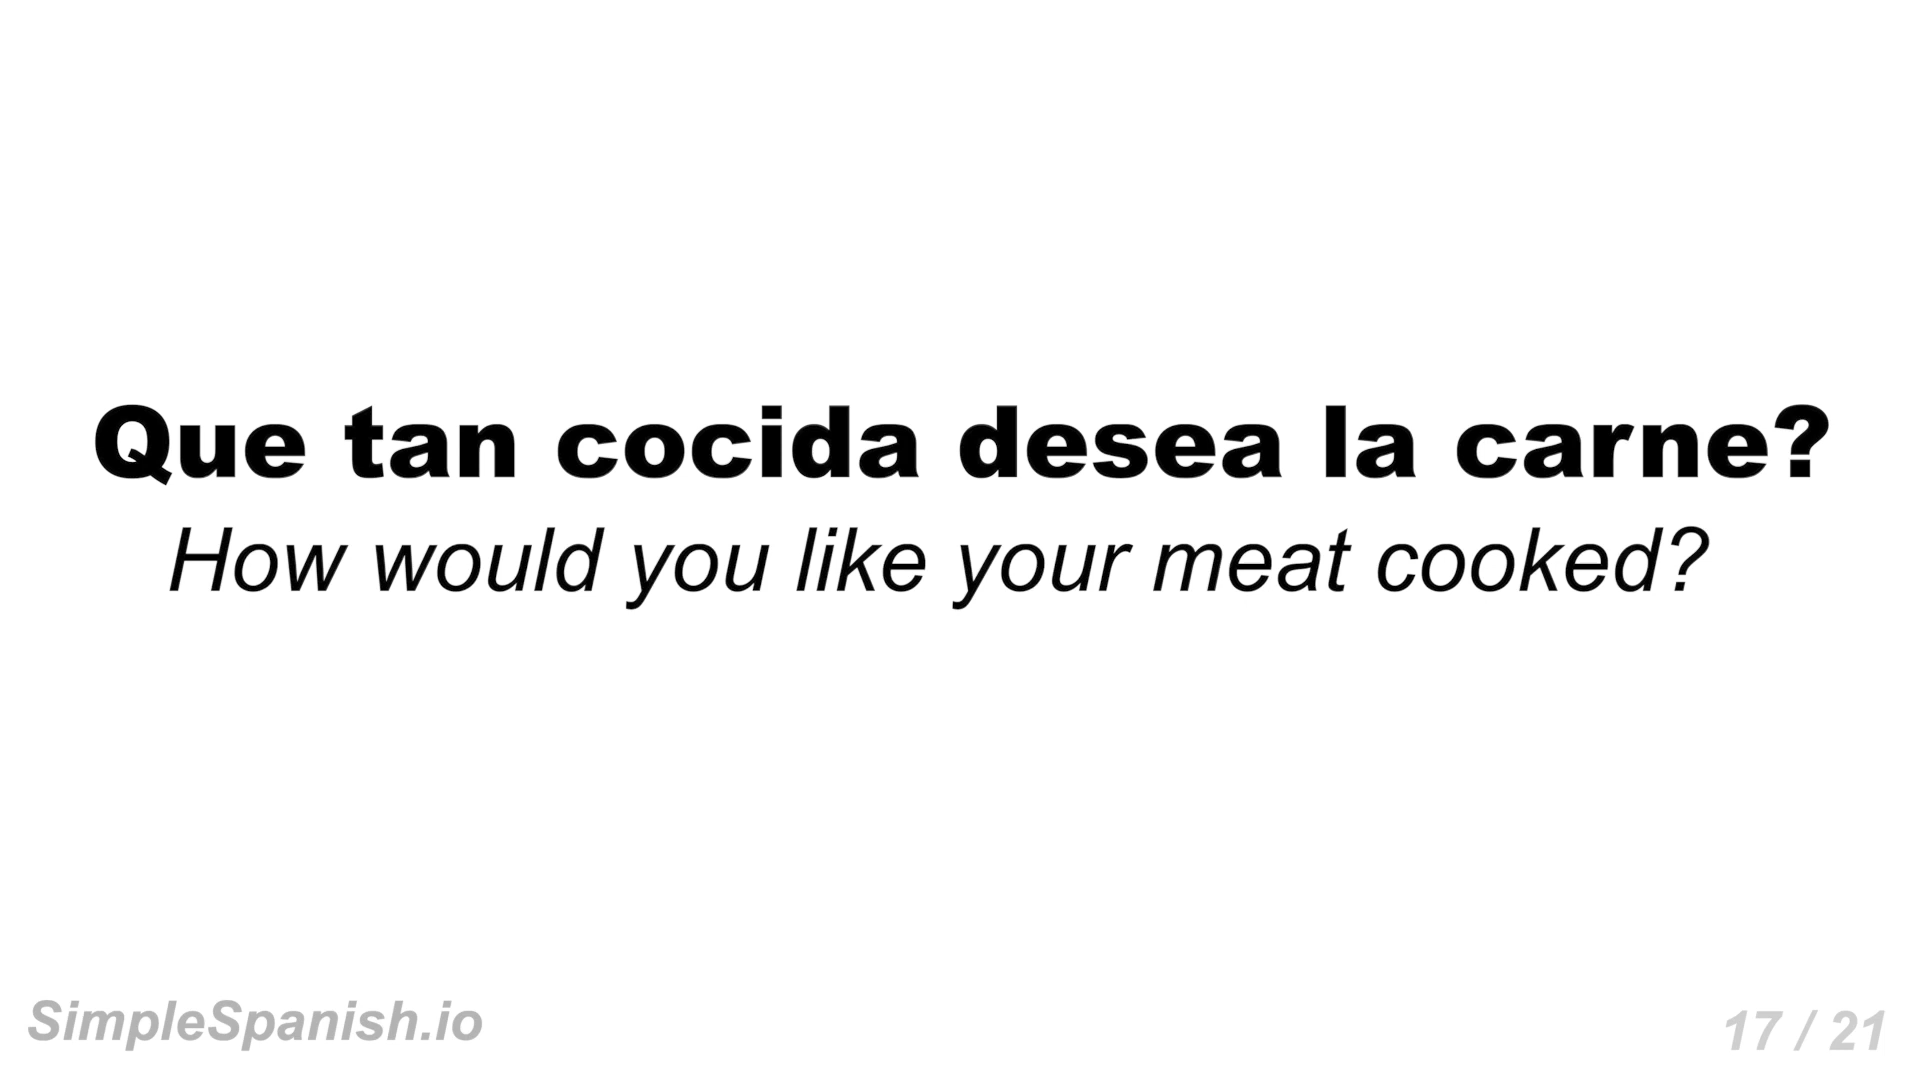 Que tan cocida desea la carne?
How would you like your meat cooked?
SimpleSpanish.io
17 / 21